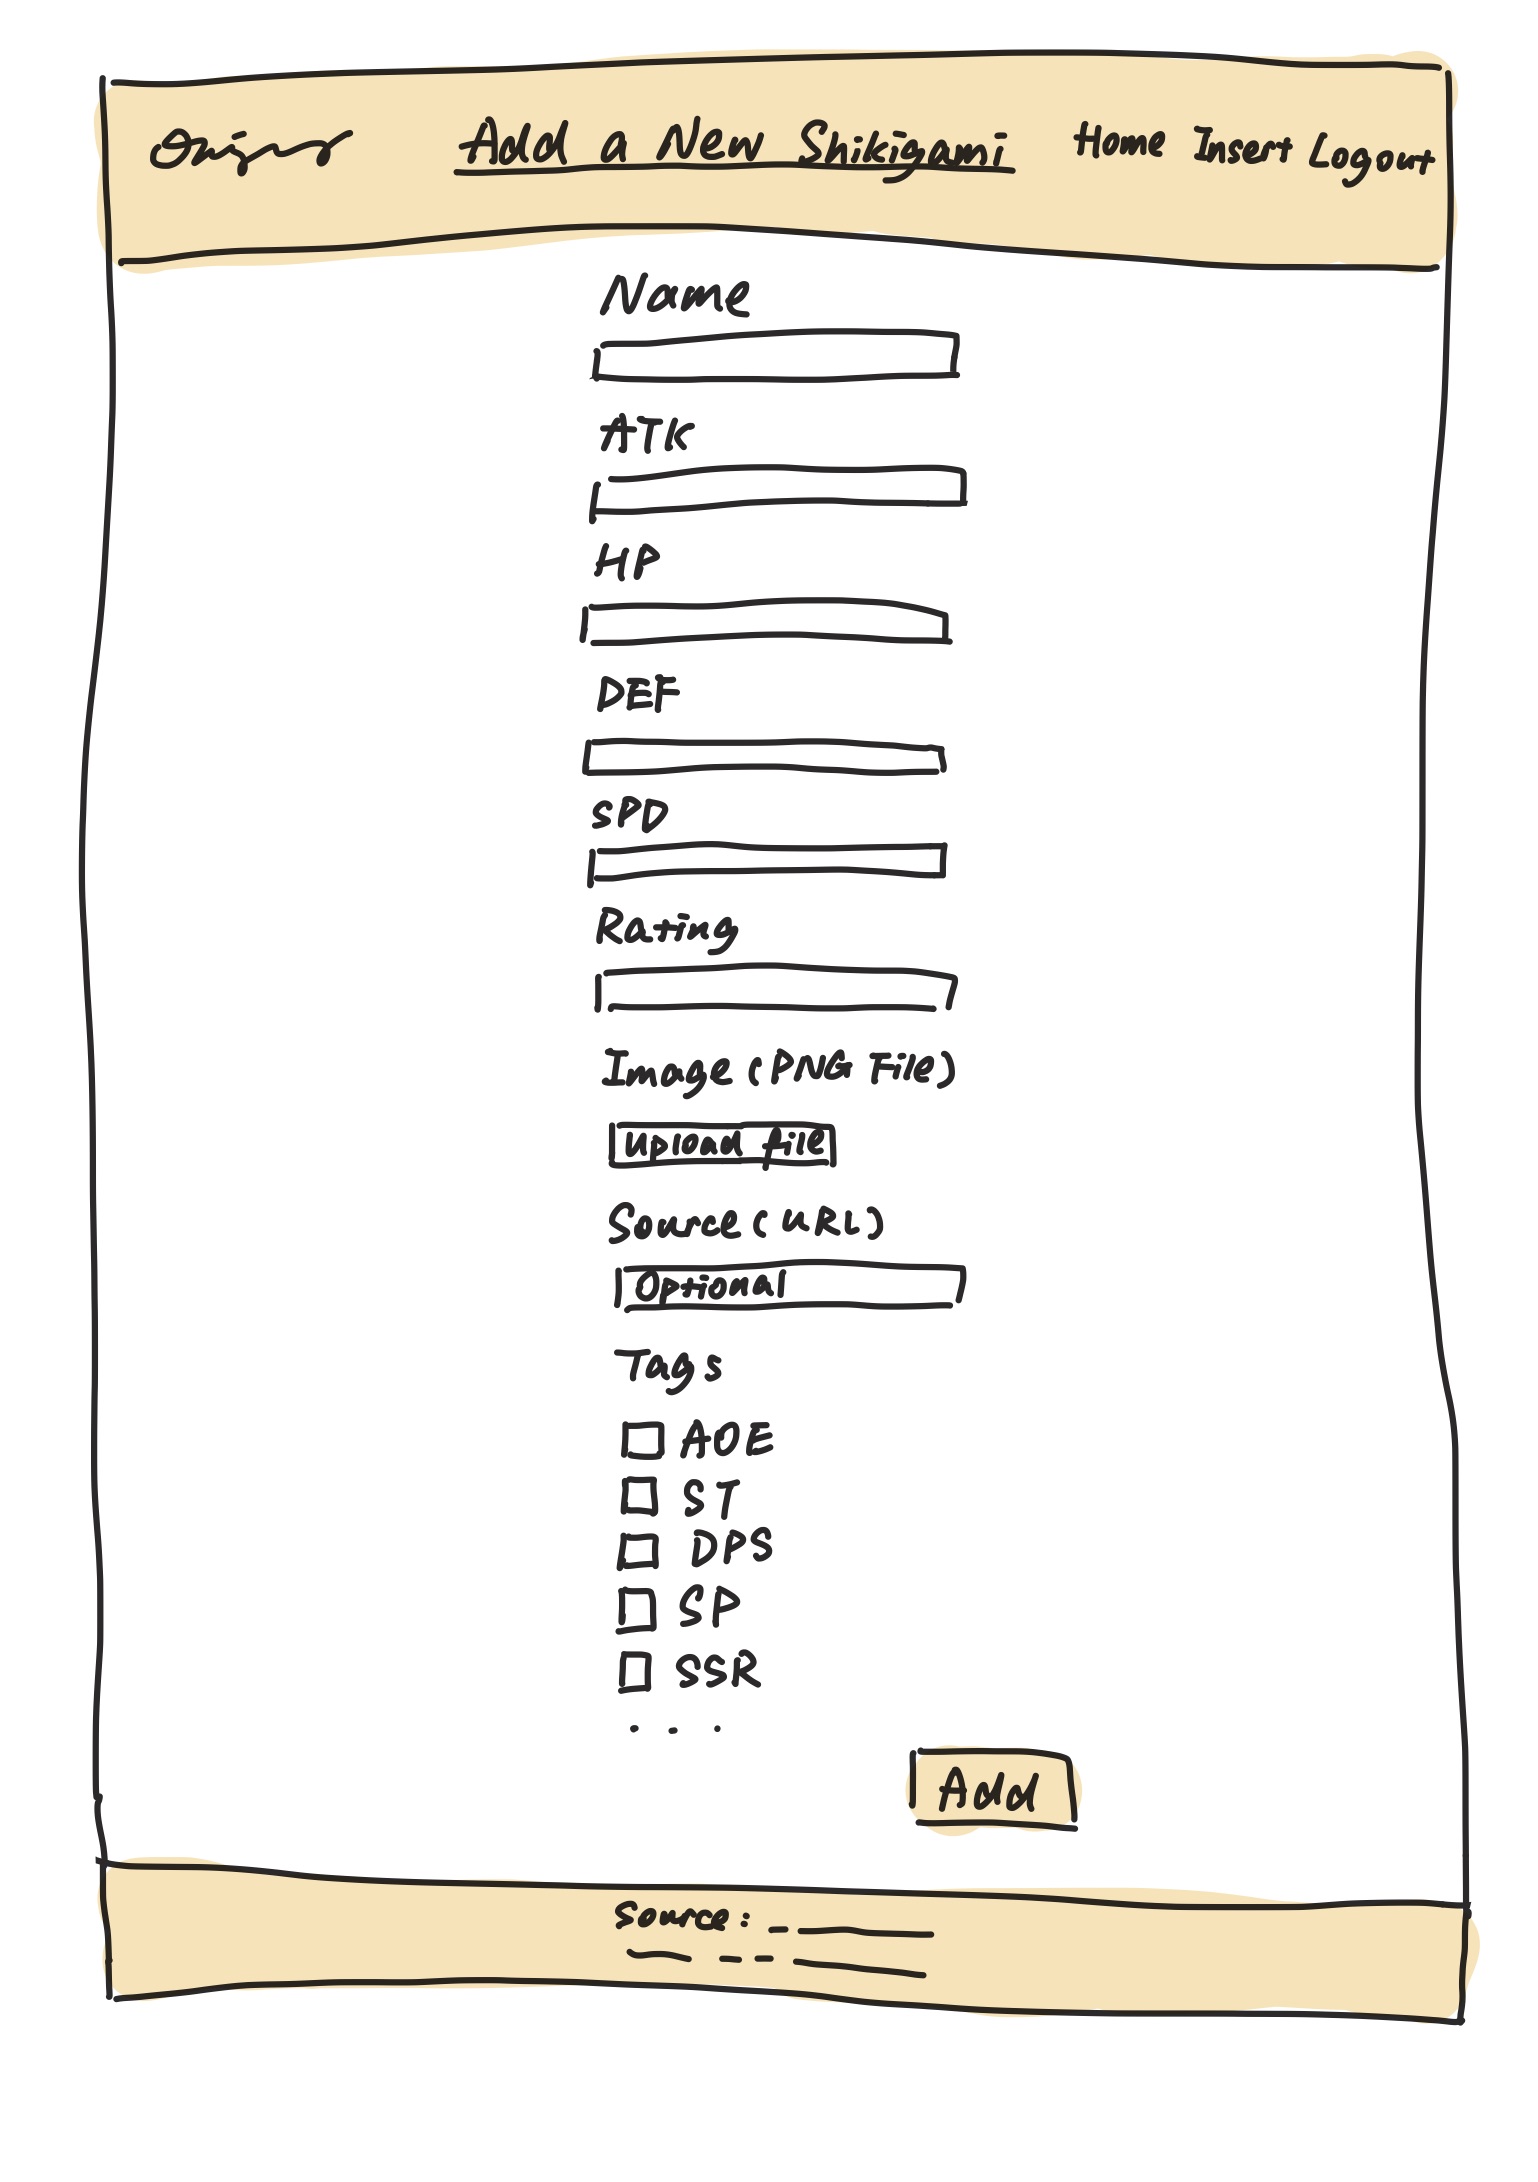 Add a New Shikigami Home Insert Logout
Name
ATK
HP
DEF
SPD
Rating
Image (PNG File)
upload file
Source (URL)
Optional
Tags
AOE
ST
DPS
SP
SSR
. . .
Add
Source: